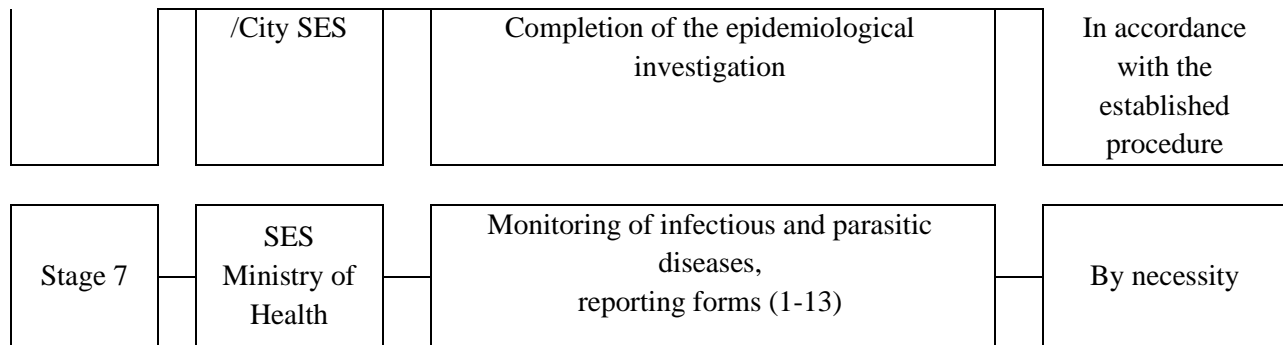 /City SES
Completion of the epidemiological
investigation
In accordance
with the
established
procedure
Stage 7
SES
Ministry of
Health
Monitoring of infectious and parasitic
diseases,
reporting forms (1-13)
By necessity